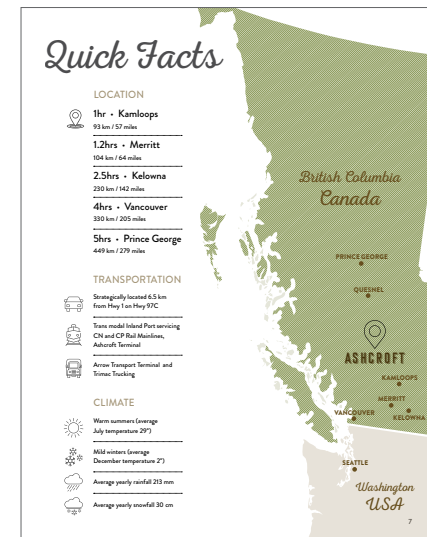 Quick Facts
LOCATION
1hr • Kamloops
93 km / 57 miles
1.2hrs • Merritt
104 km / 64 miles
2.5hrs • Kelowna
230 km / 142 miles
4hrs • Vancouver
330 km / 205 miles
5hrs • Prince George
449 km / 279 miles
TRANSPORTATION
Strategically located 6.5 km
from Hwy 1 on Hwy 97C
Trans modal Inland Port servicing
CN and CP Rail Mainlines,
Ashcroft Terminal
Arrow Transport Terminal and
Trimac Trucking
CLIMATE
Warm summers (average
July temperature 29°)
Mild winters (average
December temperature 2°)
Average yearly rainfall 213 mm
Average yearly snowfall 30 cm
British Columbia
Canada
PRINCE GEORGE
QUESNEL
ASHCROFT
KAMLOOPS
MERRITT
VANCOUVER
KELOWNA
SEATTLE
Washington
USA
7